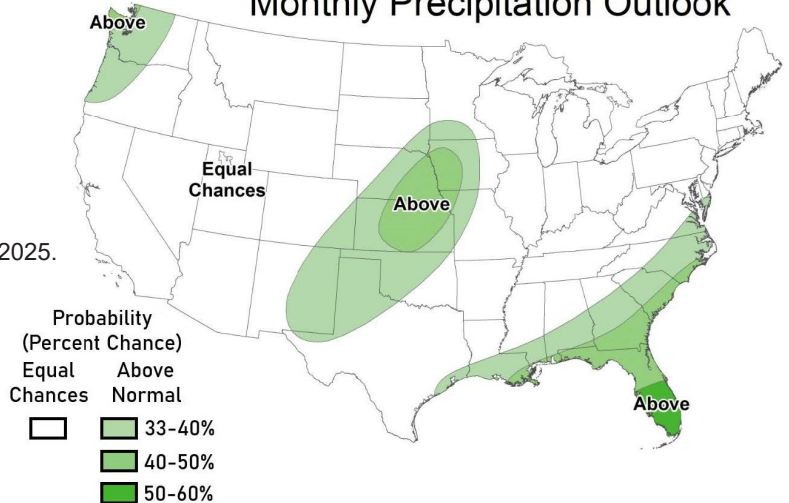 Monthly Precipitation Outlook
Above
Equal
Chances
Above
2025.
Above
Probability
(Percent Chance)
Equal Above
Chances Normal
33-40%
40-50%
50-60%